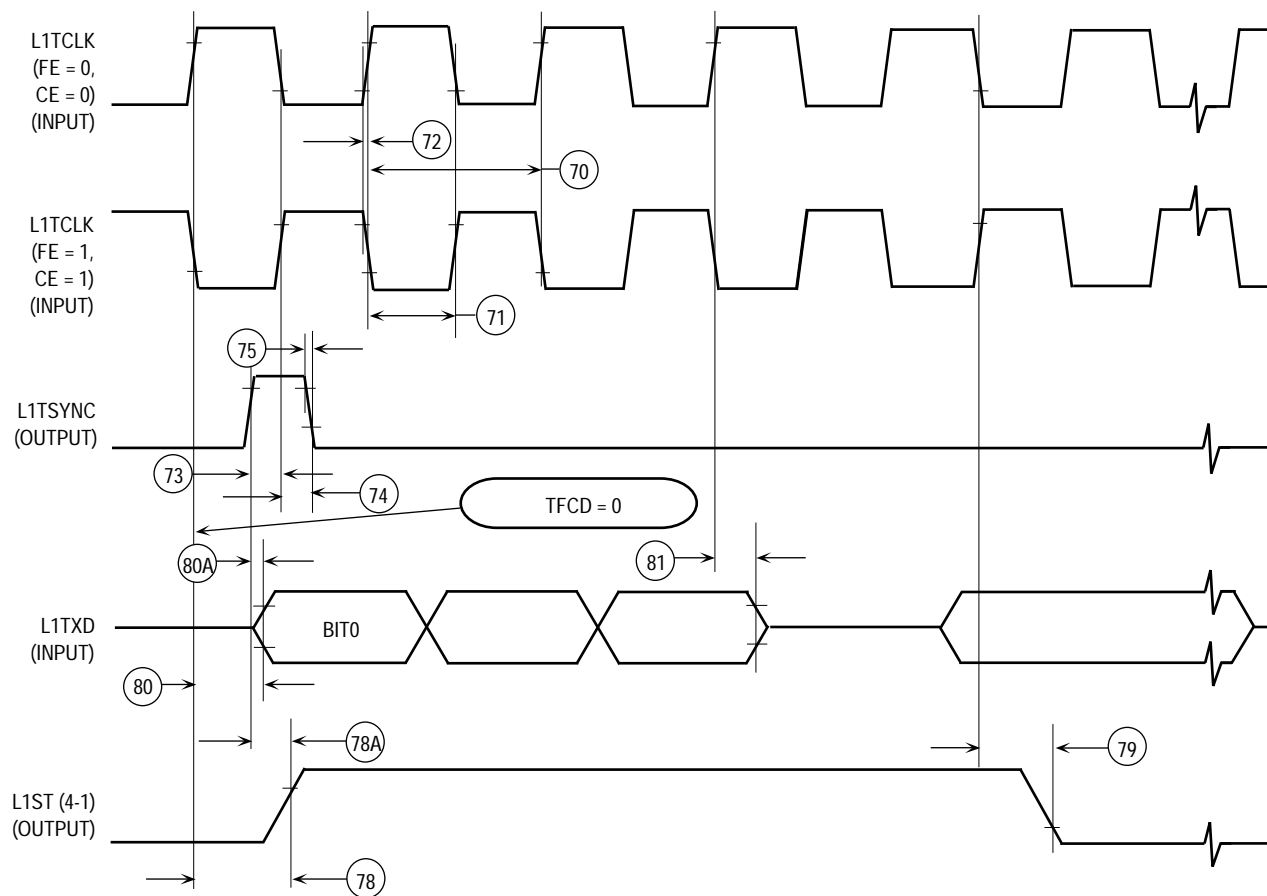 L1TCLK
(FE = 0,
CE = 0)
(INPUT)
72
70
L1TCLK
(FE = 1,
CE = 1)
(INPUT)
71
75
L1TSYNC
(OUTPUT)
73
74
TFCD = 0
80A
81
L1TXD
(INPUT)
BIT0
80
78A
79
L1ST (4-1)
(OUTPUT)
78